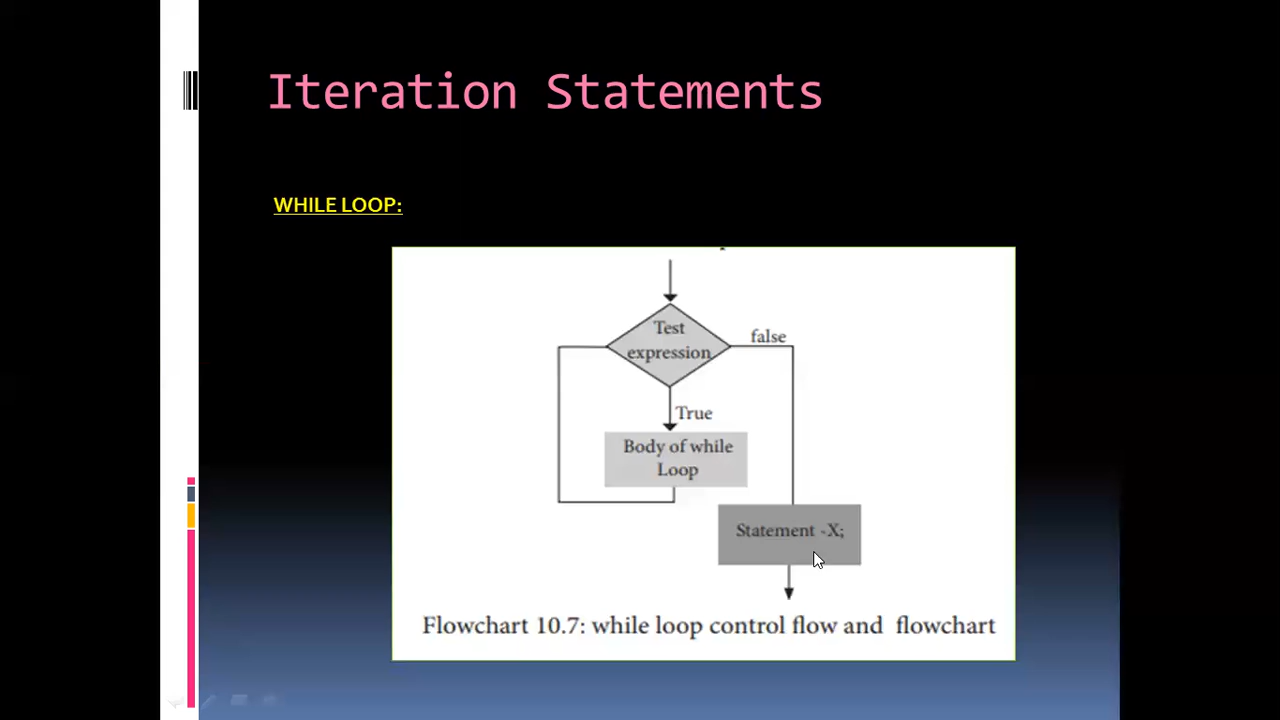 Iteration Statements
WHILE LOOP:
Test
expression
false
True
Body of while
Loop
Statement -X;
Flowchart 10.7: while loop control flow and flowchart